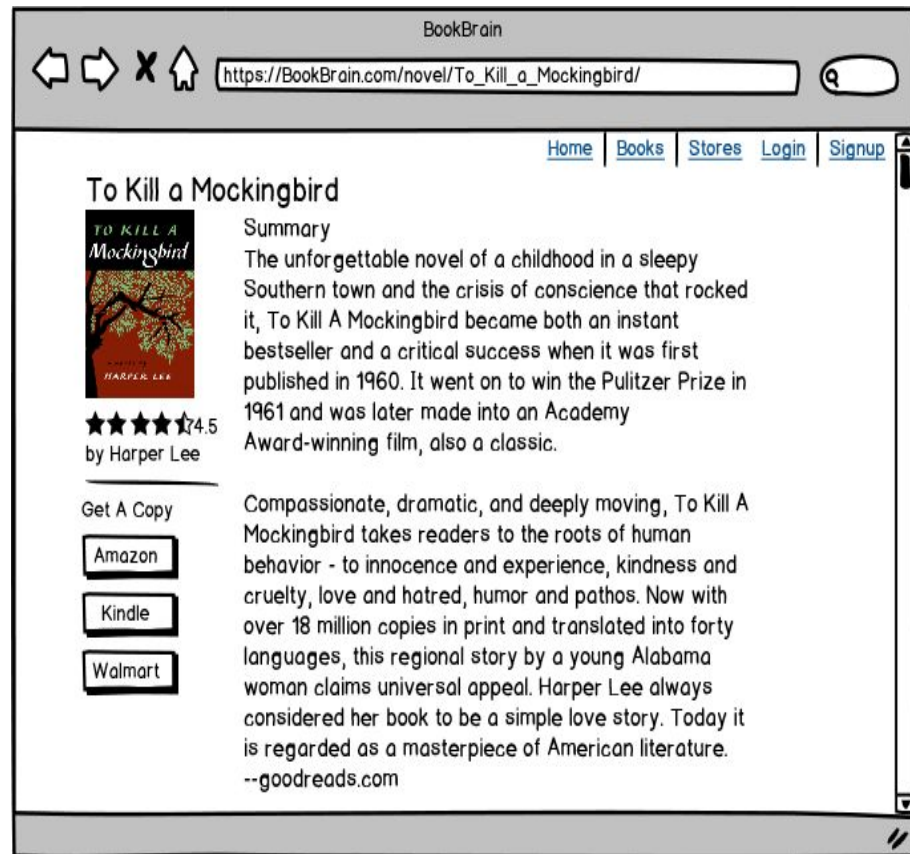 BookBrain
https://BookBrain.com/novel/To_Kill_a_Mockingbird/
Home Books Stores Login Signup
To Kill a Mockingbird
TO KILL A
Mockingbird
a novel by
HARPER LEE
4.5
by Harper Lee
Get A Copy
Amazon
Kindle
Walmart
Summary
The unforgettable novel of a childhood in a sleepy
Southern town and the crisis of conscience that rocked
it, To Kill A Mockingbird became both an instant
bestseller and a critical success when it was first
published in 1960. It went on to win the Pulitzer Prize in
1961 and was later made into an Academy
Award-winning film, also a classic.
Compassionate, dramatic, and deeply moving, To Kill A
Mockingbird takes readers to the roots of human
behavior - to innocence and experience, kindness and
cruelty, love and hatred, humor and pathos. Now with
over 18 million copies in print and translated into forty
languages, this regional story by a young Alabama
woman claims universal appeal. Harper Lee always
considered her book to be a simple love story. Today it
is regarded as a masterpiece of American literature.
--goodreads.com